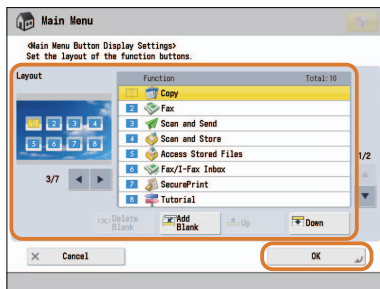 Main Menu
<Main Menu Button Display Settings>
Set the layout of the function buttons.
Layout
Function Total:10
1 Copy
2 Fax
3 Scan and Send
4 Scan and Store
5 Access Stored Files
6 Fax/I-Fax Inbox
7 SecurePrint
8 Tutorial
1 2 3 4
5 6 7 8
3/7
1/2
Delete Blank
Add Blank
Up
Down
Cancel
OK